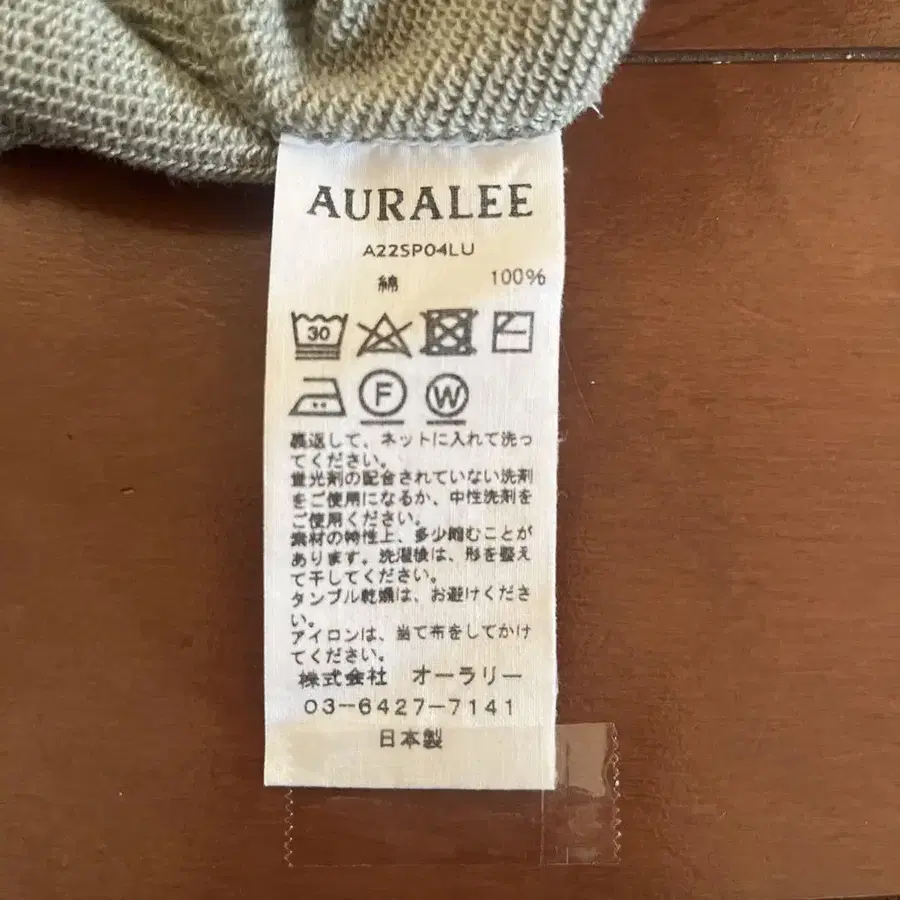 AURALEE
A22SP04LU
綿 100%
30
F W
裏返して、ネットに入れて洗っ
てください。
蛍光剤の配合されていない洗剤
をご使用になるか、中性洗剤を
ご使用ください。
素材の特性上、多少縮むことが
あります。洗濯後は、形を整え
て干してください。
タンブル乾燥は、お避けくださ
い。
アイロンは、当て布をしてかけ
てください。
株式会社 オーラリー
03-6427-7141
日本製